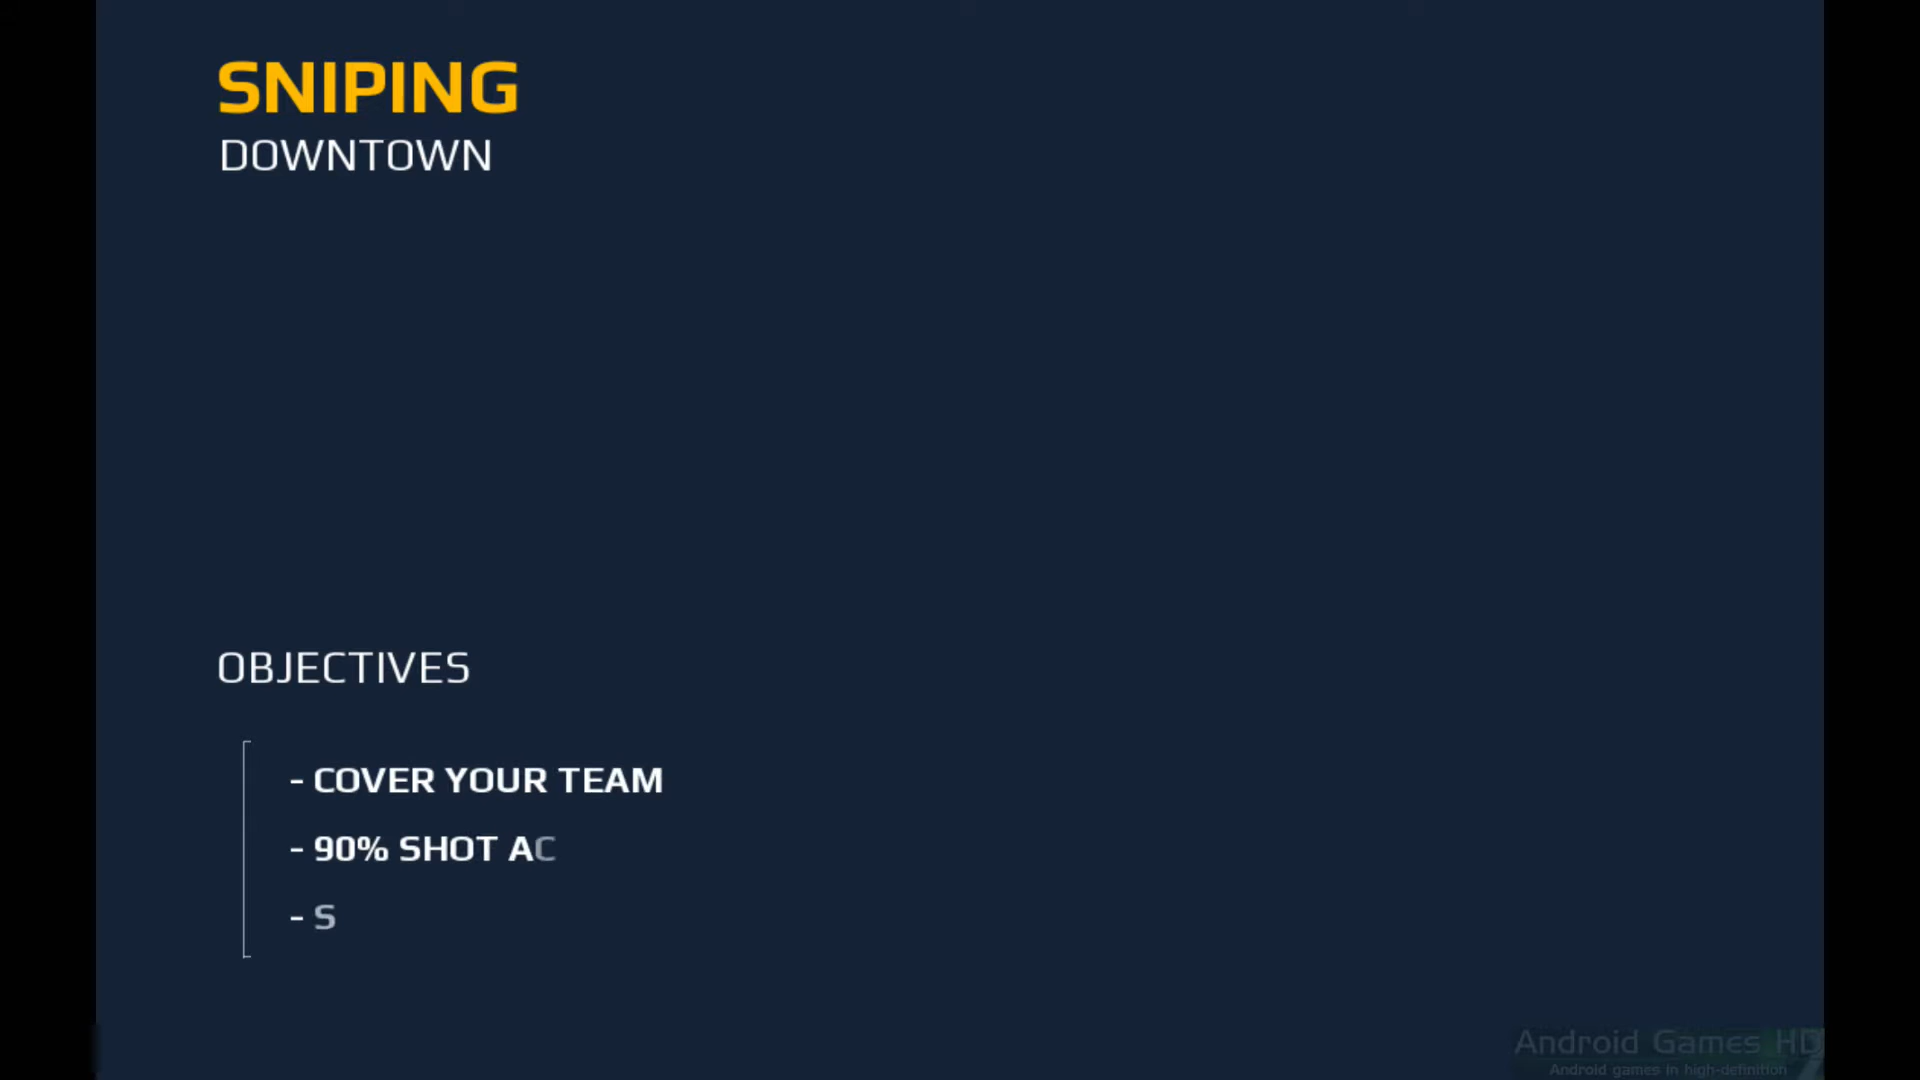 SNIPING
DOWNTOWN
OBJECTIVES
- COVER YOUR TEAM
- 90% SHOT AC
- S
Android Games HD
Android games in high-definition